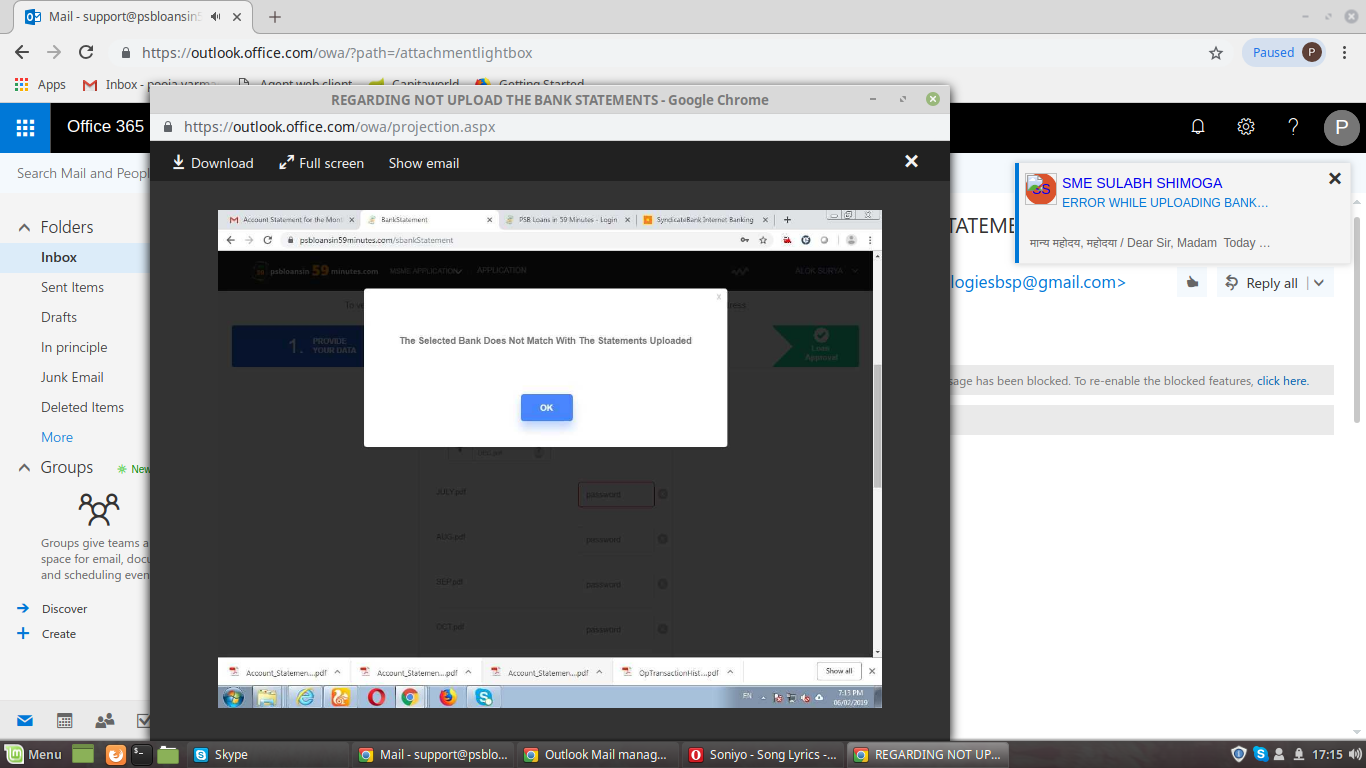 Mail - support@psbloansin5
https://outlook.office.com/owa/?path=/attachmentlightbox
Paused P
Apps
Inbox - pooja varma
Agent web client
Capitaworld
Getting Started
REGARDING NOT UPLOAD THE BANK STATEMENTS - Google Chrome
https://outlook.office.com/owa/projection.aspx
Office 365
P
Download Full screen Show email
Search Mail and Peopl
Folders
Inbox
Sent Items
Drafts
In principle
Junk Email
Deleted Items
More
Groups New
Groups give teams a
space for email, docu
and scheduling even
Discover
Create
SME SULABH SHIMOGA
ERROR WHILE UPLOADING BANK...
मान्य महोदय, महोदया / Dear Sir, Madam Today ...
TATEME
logiesbsp@gmail.com>
Reply all
sage has been blocked. To re-enable the blocked features, click here.
Account Statement for the Mont
BankStatement
PSB Loans in 59 Minutes - Login
SyndicateBank Internet Banking
psbloansin59minutes.com/sbankStatement
psbloansin 59 minutes.com
MSME APPLICATION
APPLICATION
ALOK SURYA
1. PROVIDE
YOUR DATA
Loan
Approval
x
The Selected Bank Does Not Match With The Statements Uploaded
OK
JULY.pdf password
AUG.pdf password
SEP.pdf password
OCT.pdf password
Account_Statemen....pdf
Account_Statemen....pdf
Account_Statemen....pdf
OpTransactionHist....pdf
Show all
EN
7:13 PM
06/02/2019
Menu
Skype
Mail - support@psblo...
Outlook Mail manag...
Soniyo - Song Lyrics -...
REGARDING NOT UP...
17:15